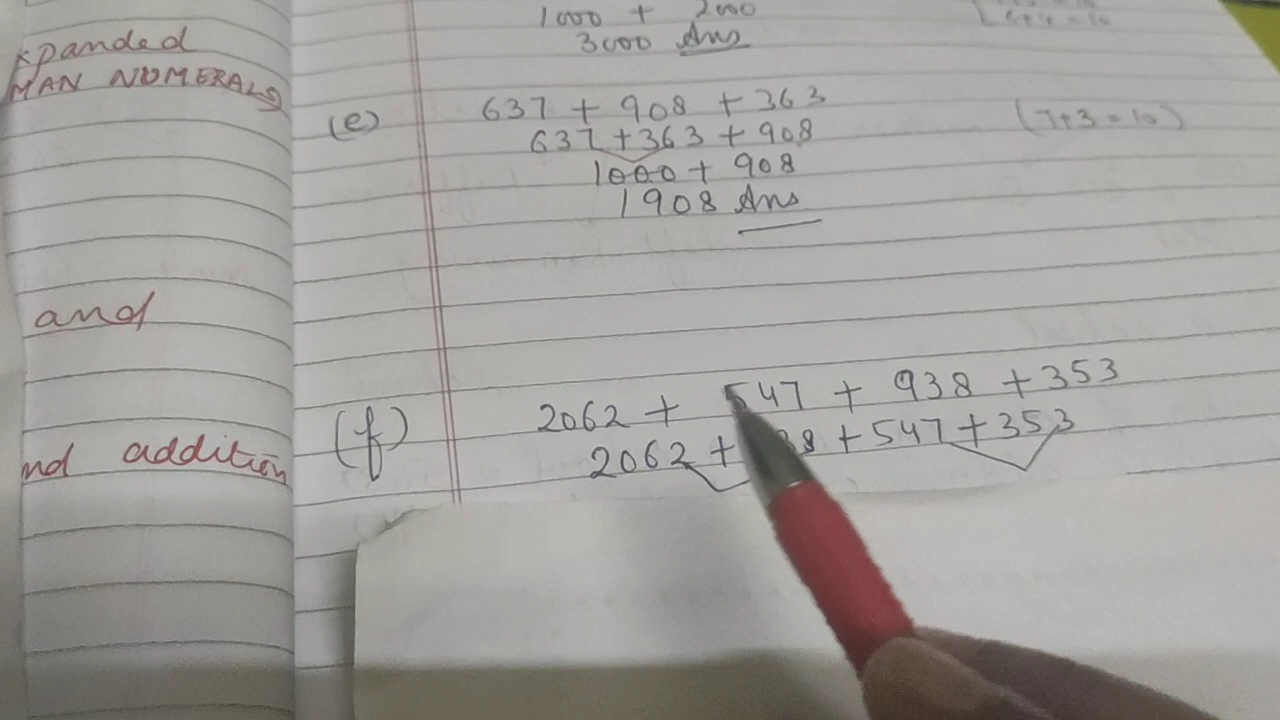 xpanded
MAN NUMERALS
and
nd addition
1000 + 2000
3000 Ans
(e) 637 + 908 + 363 (7+3=10)
637 + 363 + 908
1000 + 908
1908 Ans
(f) 2062 + 547 + 938 + 353
2062 + 38 + 547 + 353